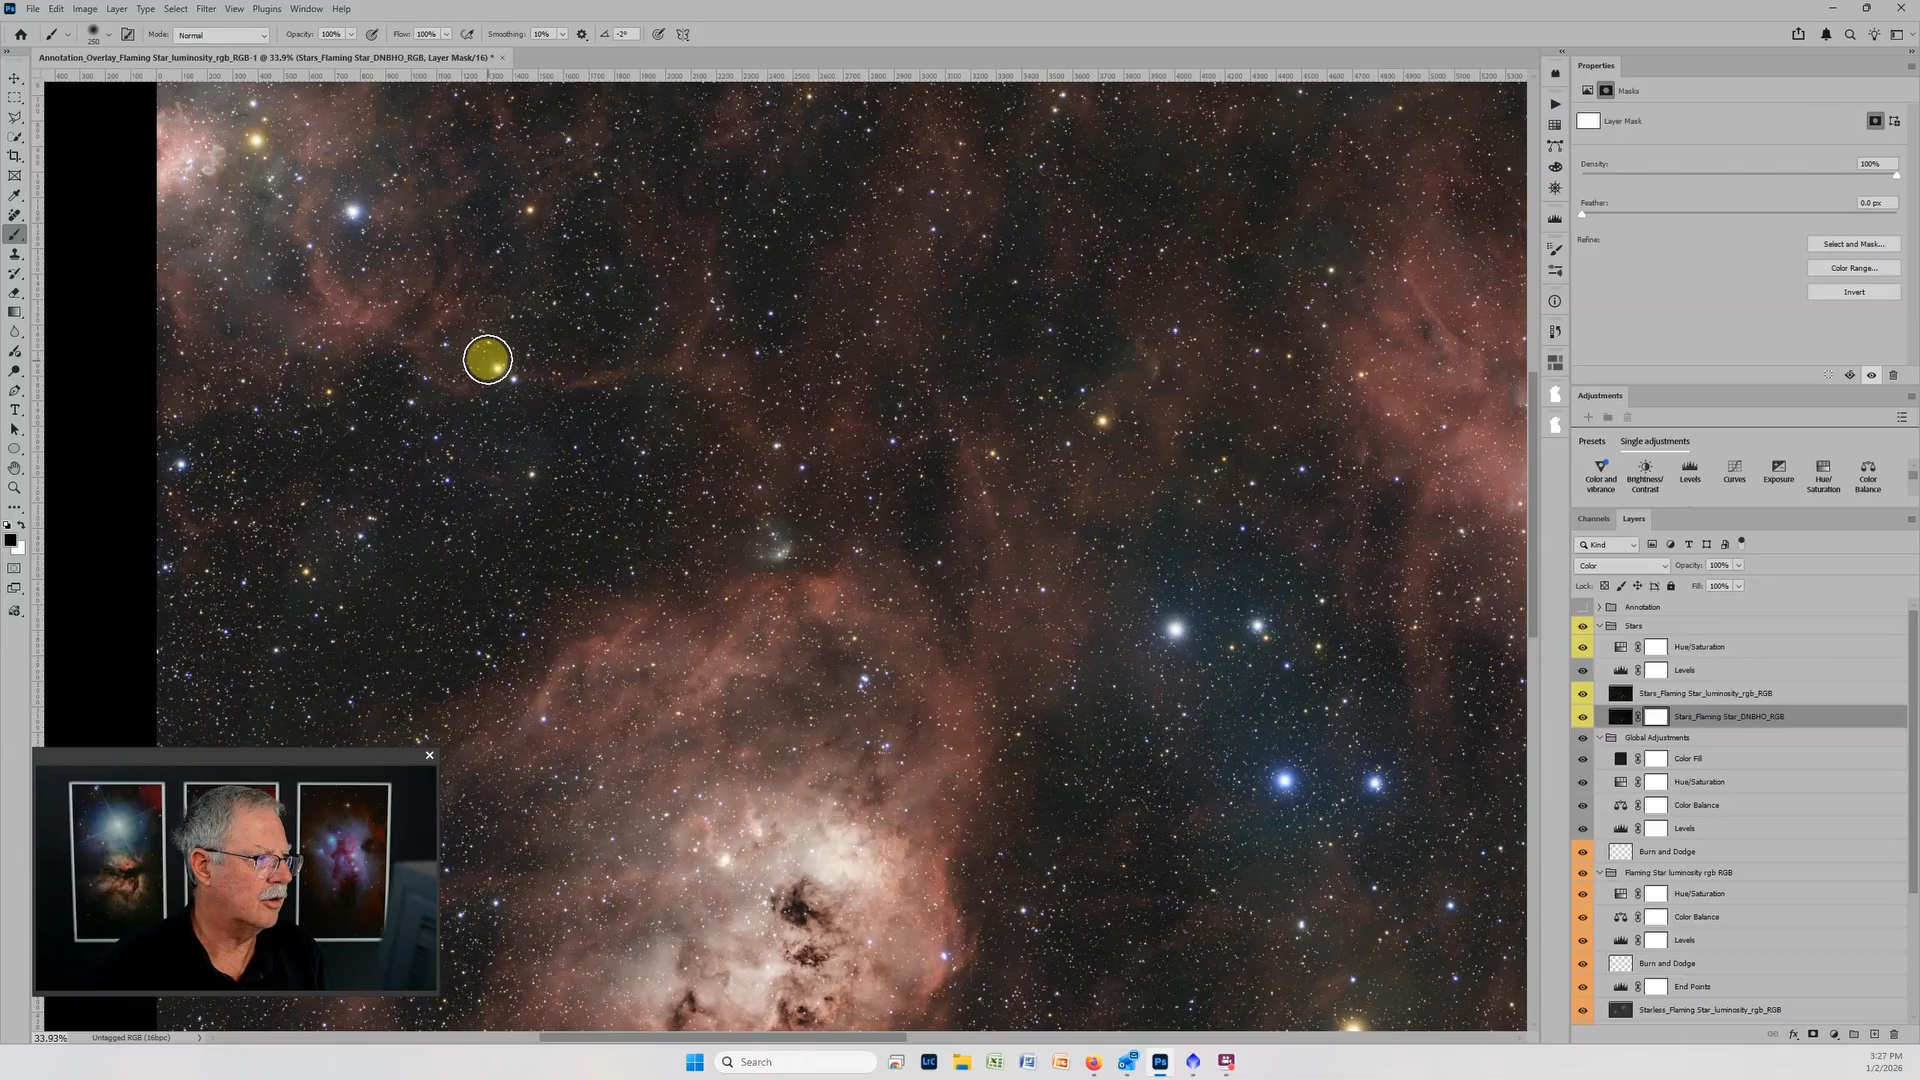 File Edit Image Layer Type Select Filter View Plugins Window Help
250 Mode: Normal Opacity: 100% Flow: 100% Smoothing: 10% -2°
Annotation_Overlay_Flaming Star_luminosity_rgb_RGB-1 @ 33.9% (Stars_Flaming Star_DNBHO_RGB, Layer Mask/16) *
Properties
Masks
Layer Mask
Density: 100%
Feather: 0.0 px
Refine:
Select and Mask...
Color Range...
Invert
Adjustments
Presets Single adjustments
Color and vibrance
Brightness/ Contrast
Levels
Curves
Exposure
Hue/ Saturation
Color Balance
Channels Layers
Kind
Color Opacity: 100%
Lock: Fill: 100%
Annotation
Stars
Hue/Saturation
Levels
Stars_Flaming Star_luminosity_rgb_RGB
Stars_Flaming Star_DNBHO_RGB
Global Adjustments
Color Fill
Hue/Saturation
Color Balance
Levels
Burn and Dodge
Flaming Star luminosity rgb RGB
Hue/Saturation
Color Balance
Levels
Burn and Dodge
End Points
Starless_Flaming Star_luminosity_rgb_RGB
33.93% Untagged RGB (16bpc)
Search
3:27 PM
1/2/2026